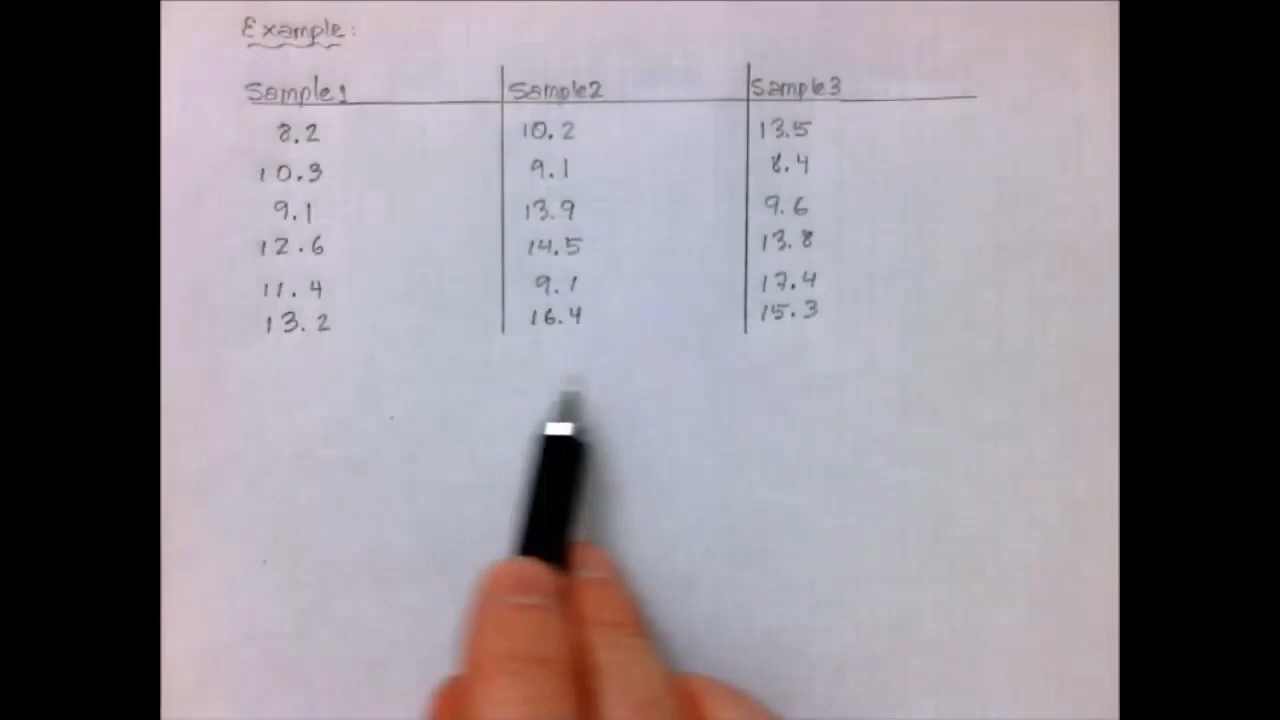 Example:
Sample1 Sample2 Sample3
8.2 10.2 13.5
10.3 9.1 8.4
9.1 13.9 9.6
12.6 14.5 13.8
11.4 9.1 17.4
13.2 16.4 15.3